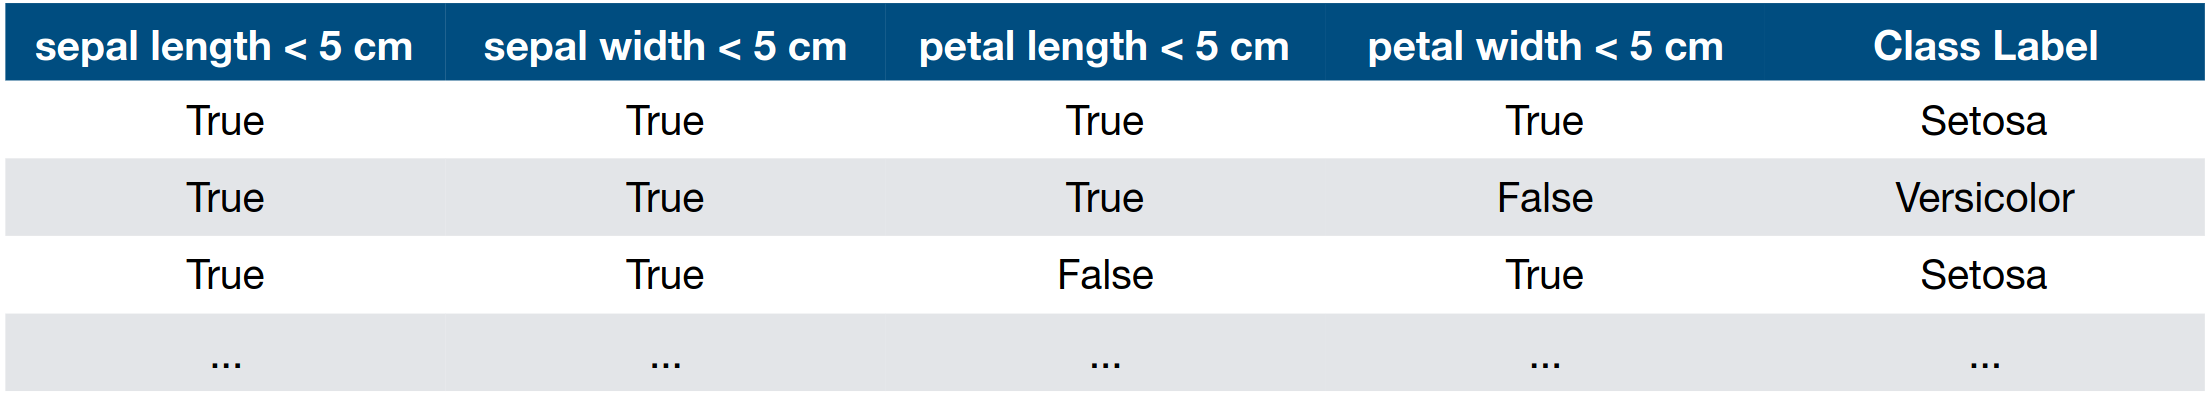 sepal length < 5 cm sepal width < 5 cm petal length < 5 cm petal width < 5 cm Class Label
True True True True Setosa
True True True False Versicolor
True True False True Setosa
... ... ... ... ...